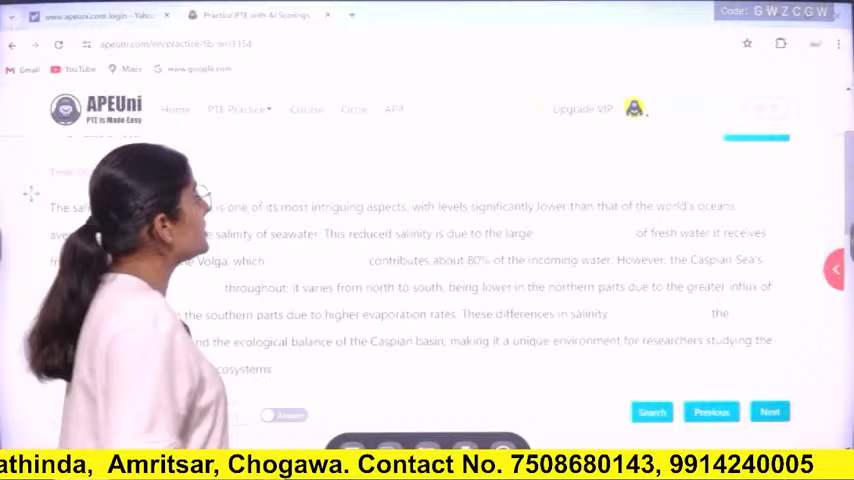 Code: GWZCGW
www.apeuni.com login - Yaho
Practice PTE with AI Scorings
apeuni.com/en/practice/fib_wr/1154
Gmail YouTube Maps www.google.com
APEUni
PTE Is Made Easy
Home PTE Practice Course Circle APP Upgrade VIP
Time
The sal is one of its most intriguing aspects, with levels significantly lower than that of the world's oceans,
salinity of seawater. This reduced salinity is due to the large of fresh water it receives
Volga, which contributes about 80% of the incoming water. However, the Caspian Sea's
throughout; it varies from north to south, being lower in the northern parts due to the greater influx of
the southern parts due to higher evaporation rates. These differences in salinity the
nd the ecological balance of the Caspian basin, making it a unique environment for researchers studying the
cosystems
Answer
Search Previous Next
athinda, Amritsar, Chogawa. Contact No. 7508680143, 9914240005